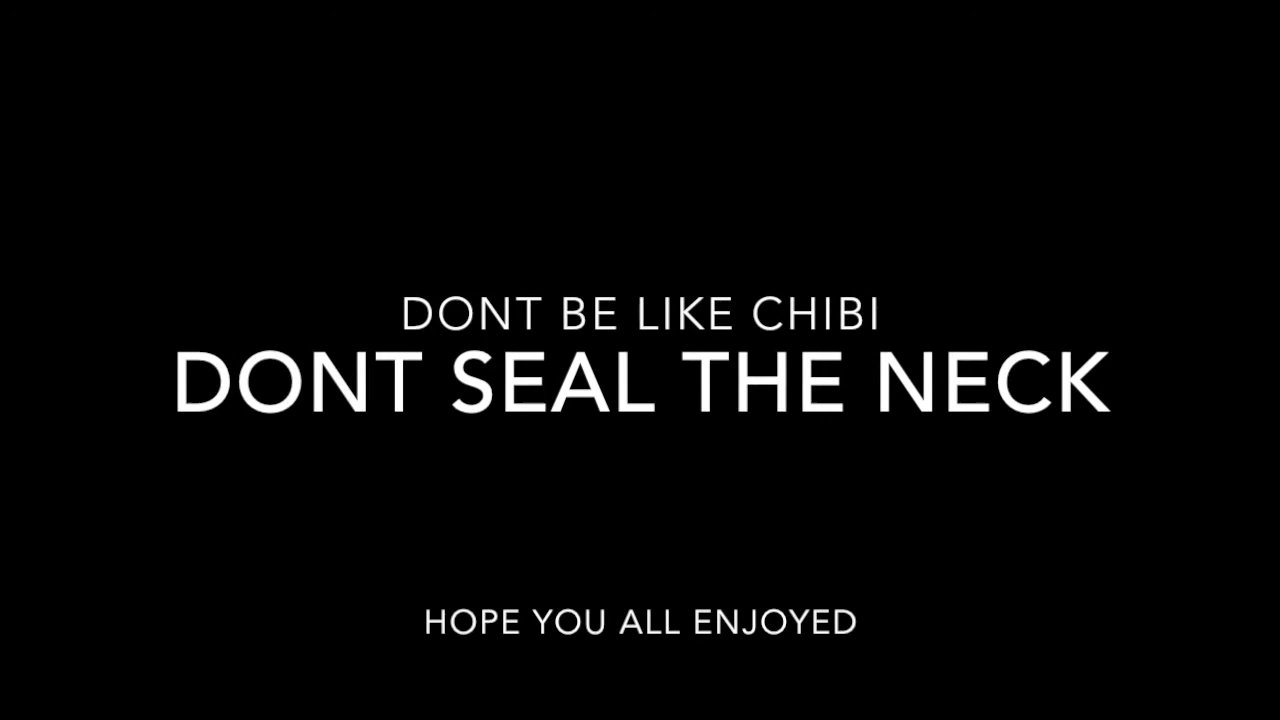 DONT BE LIKE CHIBI
DONT SEAL THE NECK
HOPE YOU ALL ENJOYED